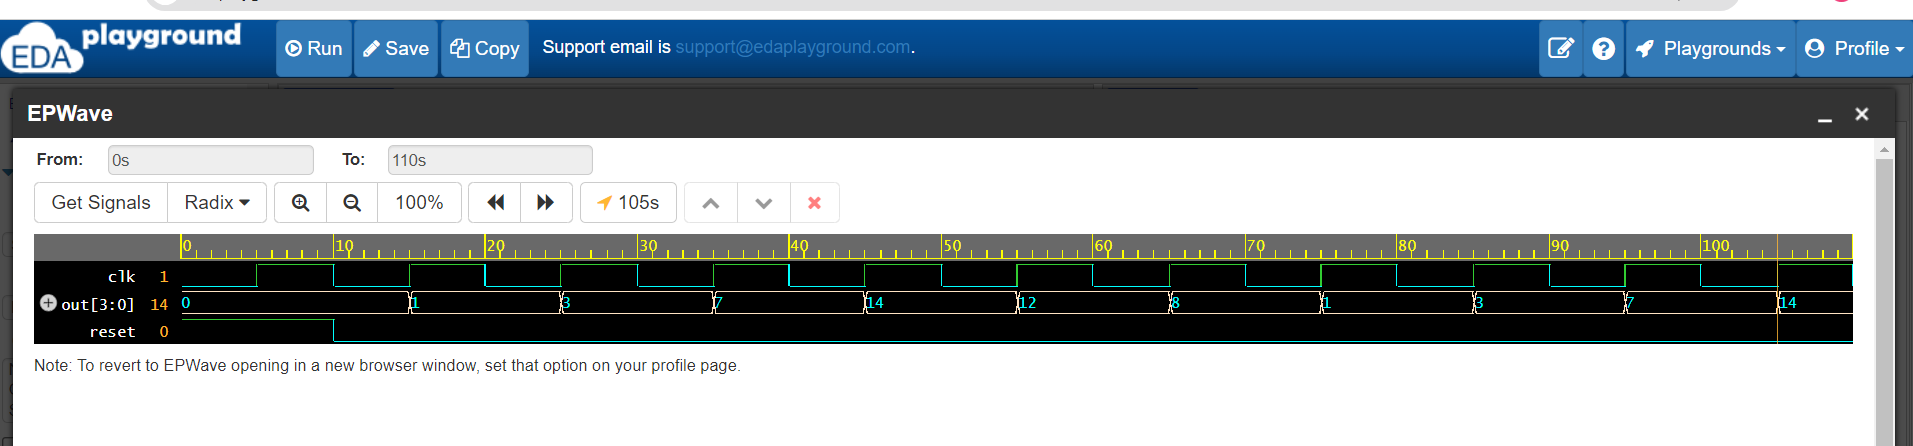 EDA playground Run Save Copy Support email is support@edaplayground.com. Playgrounds Profile
EPWave
From: 0s To: 110s
Get Signals Radix 100% 105s
0 10 20 30 40 50 60 70 80 90 100
clk 1
out[3:0] 14 0 1 3 7 14 12 8 1 3 7 14
reset 0
Note: To revert to EPWave opening in a new browser window, set that option on your profile page.